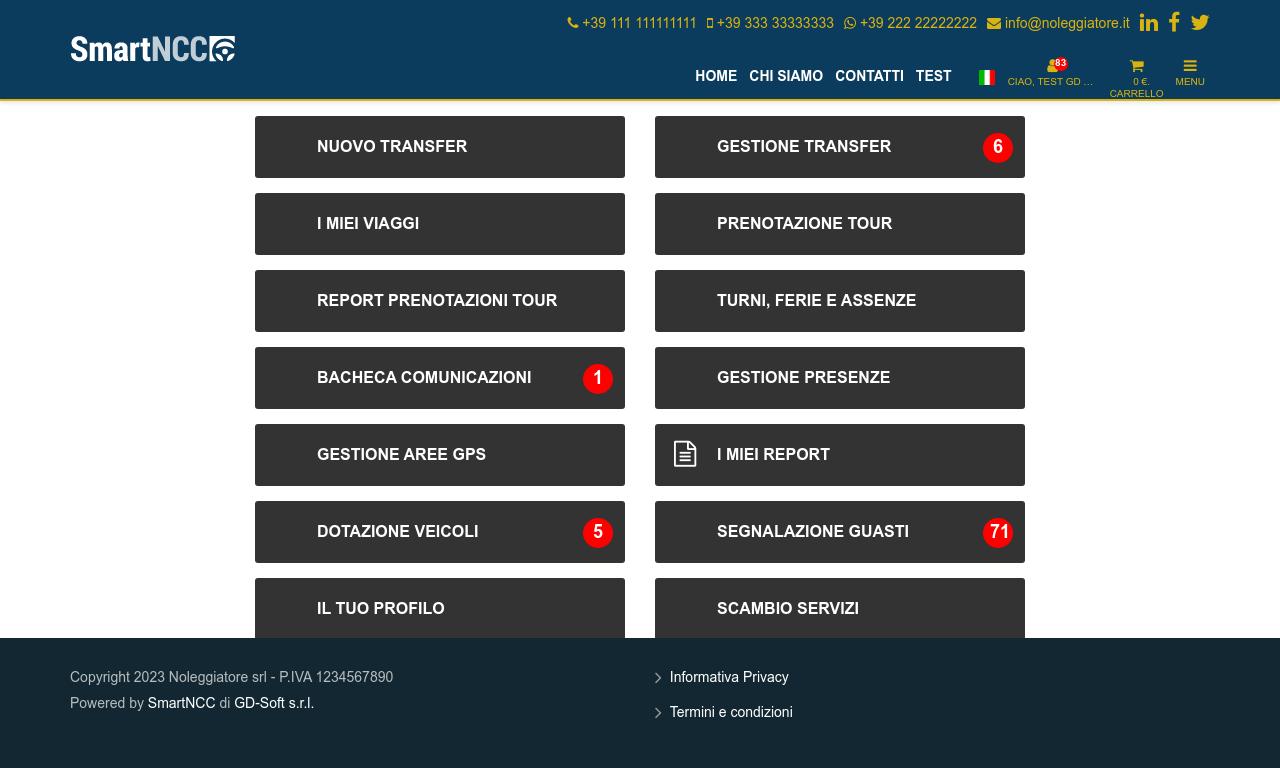 +39 111 111111111 +39 333 33333333 +39 222 22222222 info@noleggiatore.it
SmartNCC
HOME CHI SIAMO CONTATTI TEST
83
CIAO, TEST GD ...
0 €.
CARRELLO
MENU
NUOVO TRANSFER
GESTIONE TRANSFER 6
I MIEI VIAGGI
PRENOTAZIONE TOUR
REPORT PRENOTAZIONI TOUR
TURNI, FERIE E ASSENZE
BACHECA COMUNICAZIONI 1
GESTIONE PRESENZE
GESTIONE AREE GPS
I MIEI REPORT
DOTAZIONE VEICOLI 5
SEGNALAZIONE GUASTI 71
IL TUO PROFILO
SCAMBIO SERVIZI
Copyright 2023 Noleggiatore srl - P.IVA 1234567890
Powered by SmartNCC di GD-Soft s.r.l.
Informativa Privacy
Termini e condizioni